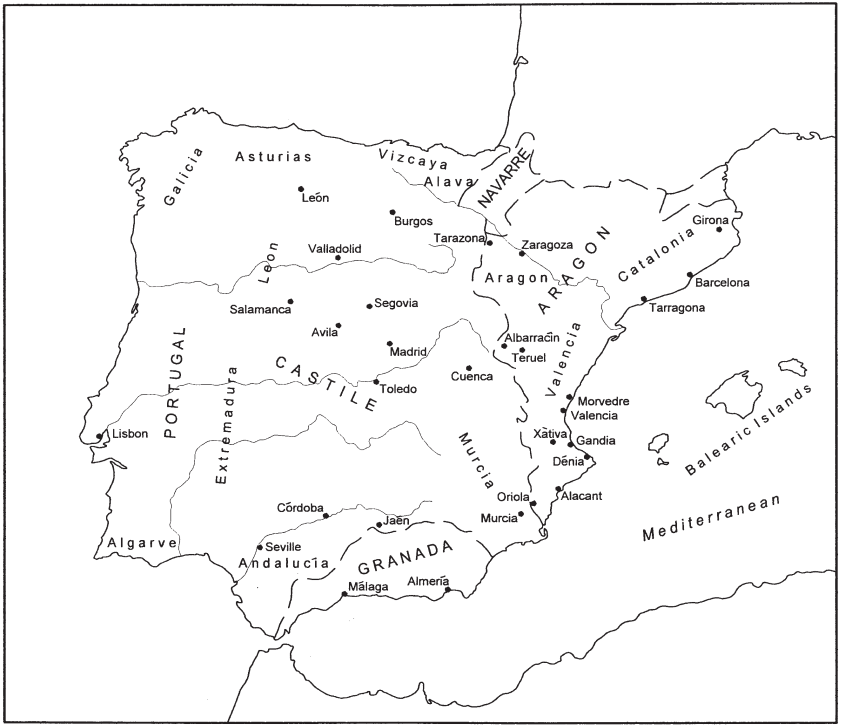 Galicia
Asturias
Vizcaya
Alava
NAVARRE
León
Burgos
Girona
Tarazona
Zaragoza
Valladolid
Leon
Aragon
ARAGON
Catalonia
Barcelona
Salamanca
Segovia
Tarragona
Avila
Madrid
Albarracín
Teruel
Valencia
PORTUGAL
CASTILE
Toledo
Cuenca
Extremadura
Morvedre
Valencia
Balearic Islands
Lisbon
Murcia
Xàtiva
Gandia
Dénia
Oriola
Alacant
Mediterranean
Córdoba
Jaén
Murcia
Algarve
Seville
Andalucía
GRANADA
Málaga
Almería